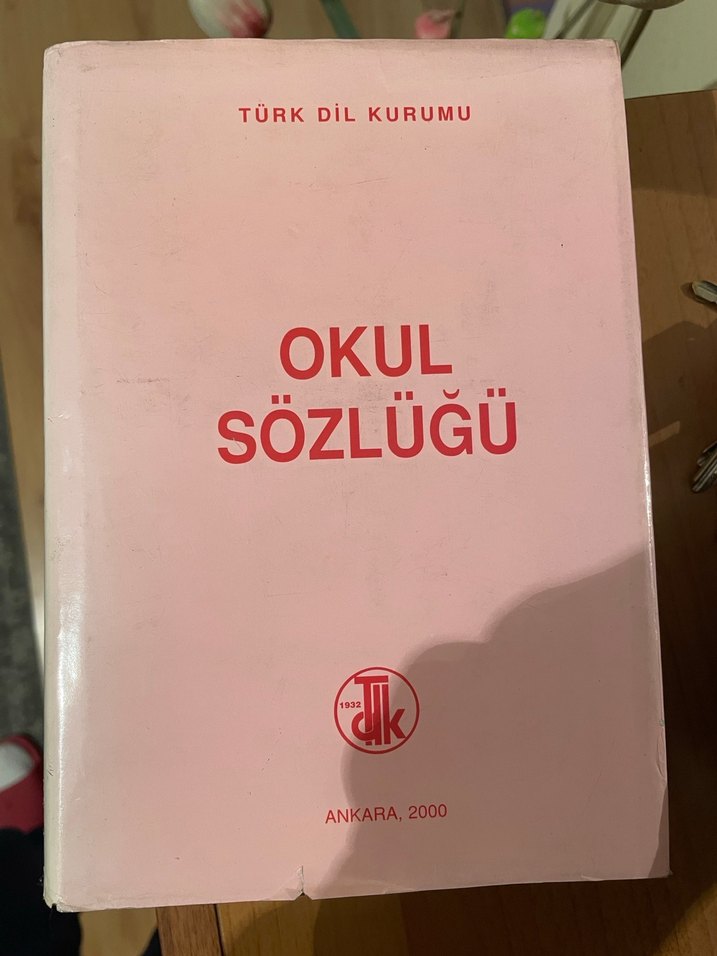 TÜRK DİL KURUMU
OKUL
SÖZLÜĞÜ
1932
Tdk
ANKARA, 2000